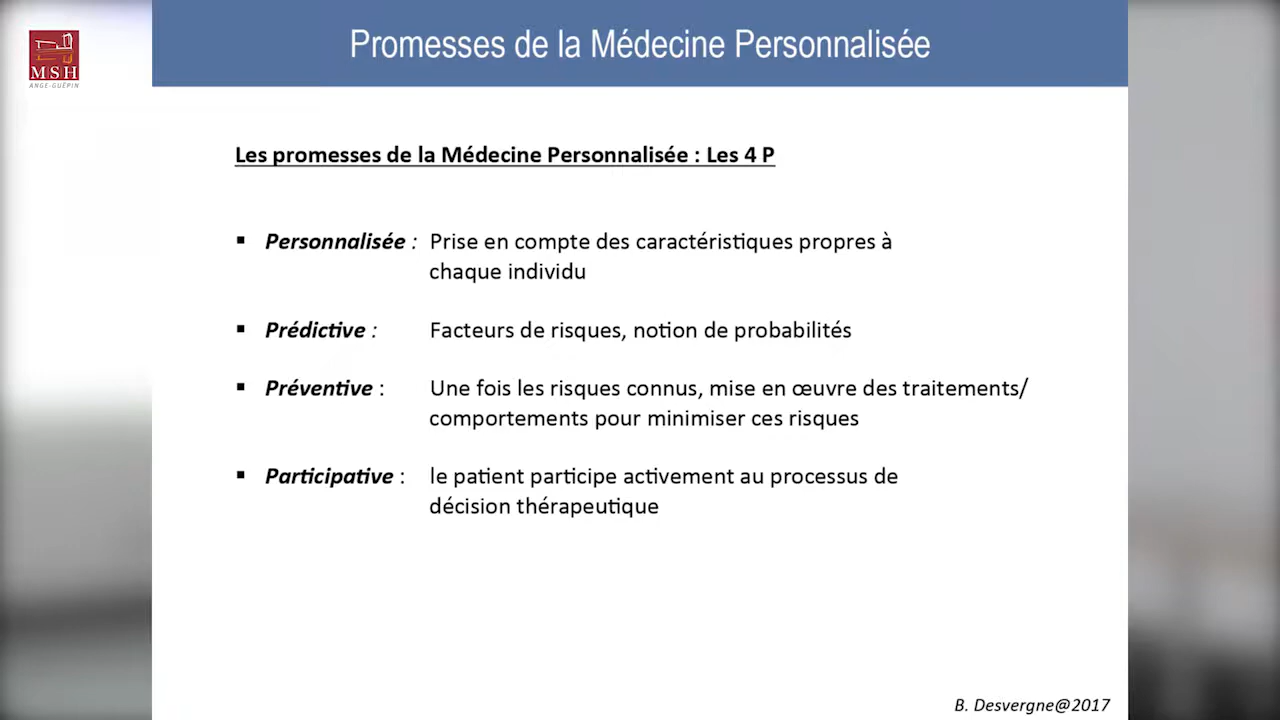 MSH
ANGE-GUÉPIN
Promesses de la Médecine Personnalisée
Les promesses de la Médecine Personnalisée : Les 4 P
▪ Personnalisée : Prise en compte des caractéristiques propres à
chaque individu
▪ Prédictive : Facteurs de risques, notion de probabilités
▪ Préventive : Une fois les risques connus, mise en œuvre des traitements/
comportements pour minimiser ces risques
▪ Participative : le patient participe activement au processus de
décision thérapeutique
B. Desvergne@2017